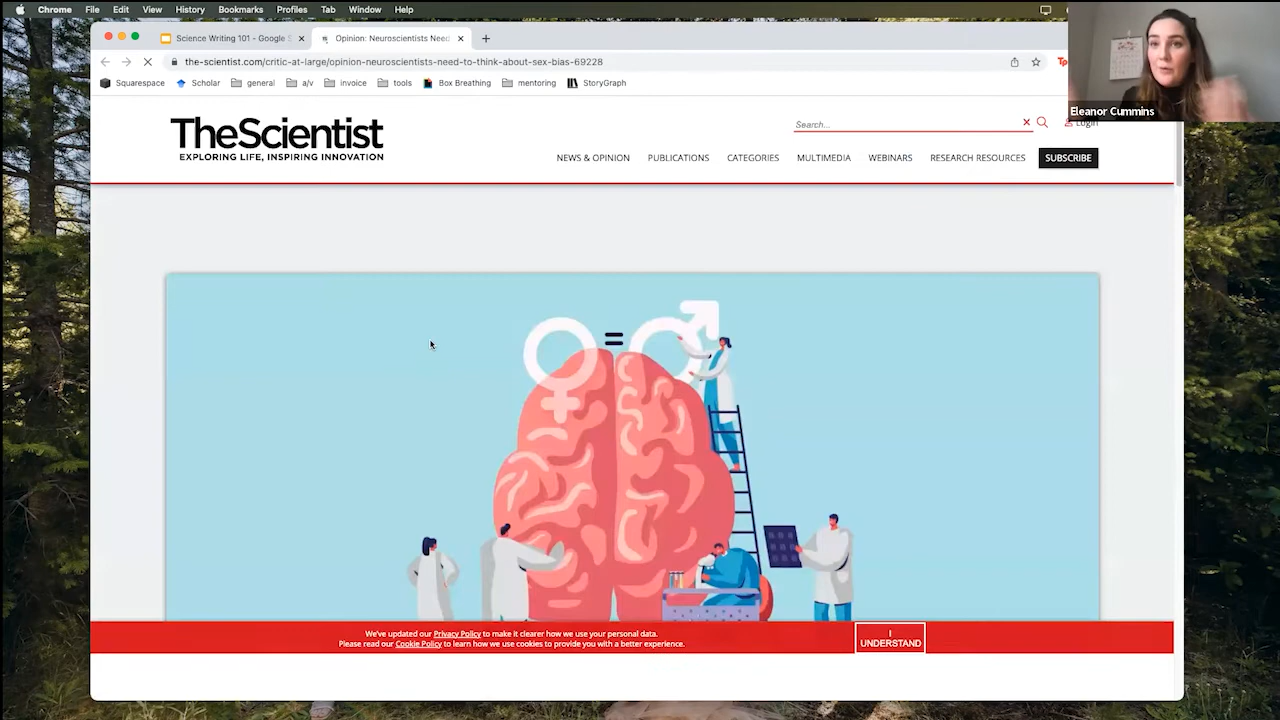 Chrome File Edit View History Bookmarks Profiles Tab Window Help
Science Writing 101 - Google S
Opinion: Neuroscientists Need
the-scientist.com/critic-at-large/opinion-neuroscientists-need-to-think-about-sex-bias-69228
Squarespace Scholar general a/v invoice tools Box Breathing mentoring StoryGraph
Eleanor Cummins
TheScientist
EXPLORING LIFE, INSPIRING INNOVATION
Search...
Login
NEWS & OPINION PUBLICATIONS CATEGORIES MULTIMEDIA WEBINARS RESEARCH RESOURCES SUBSCRIBE
=
We've updated our Privacy Policy to make it clearer how we use your personal data.
Please read our Cookie Policy to learn how we use cookies to provide you with a better experience.
I
UNDERSTAND